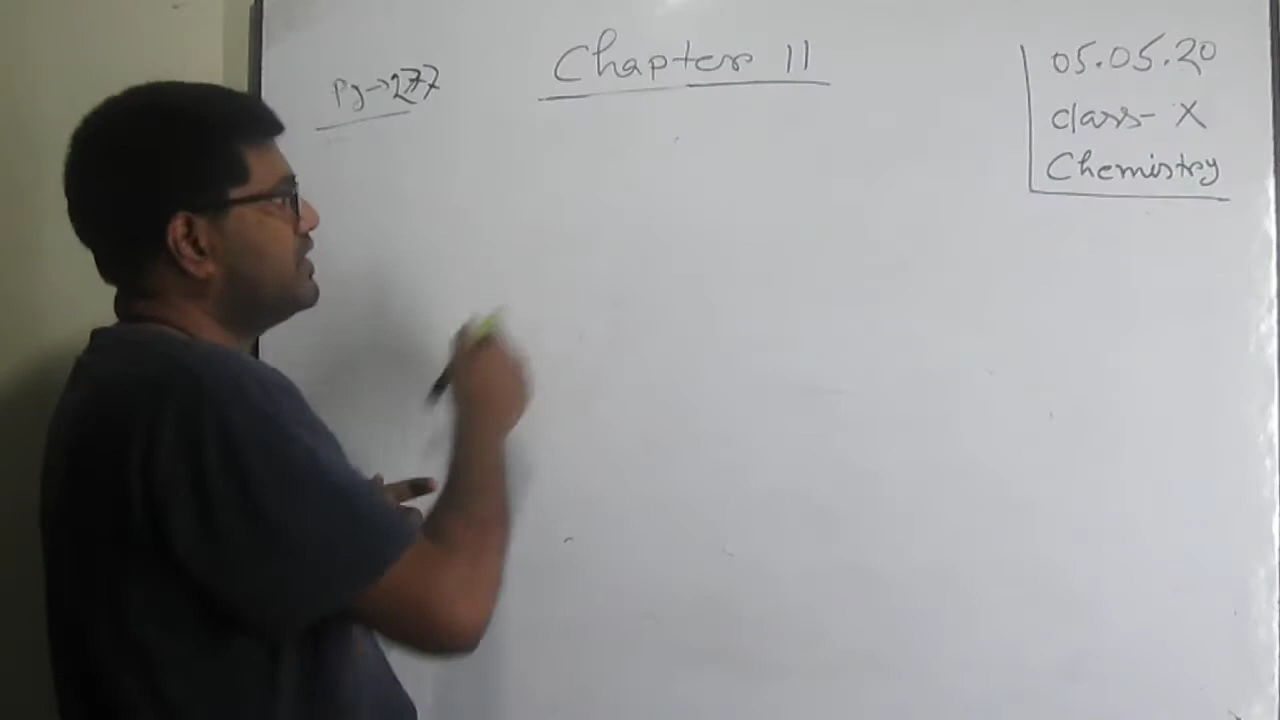 Pg→277
Chapter 11
05.05.20
class- X
Chemistry